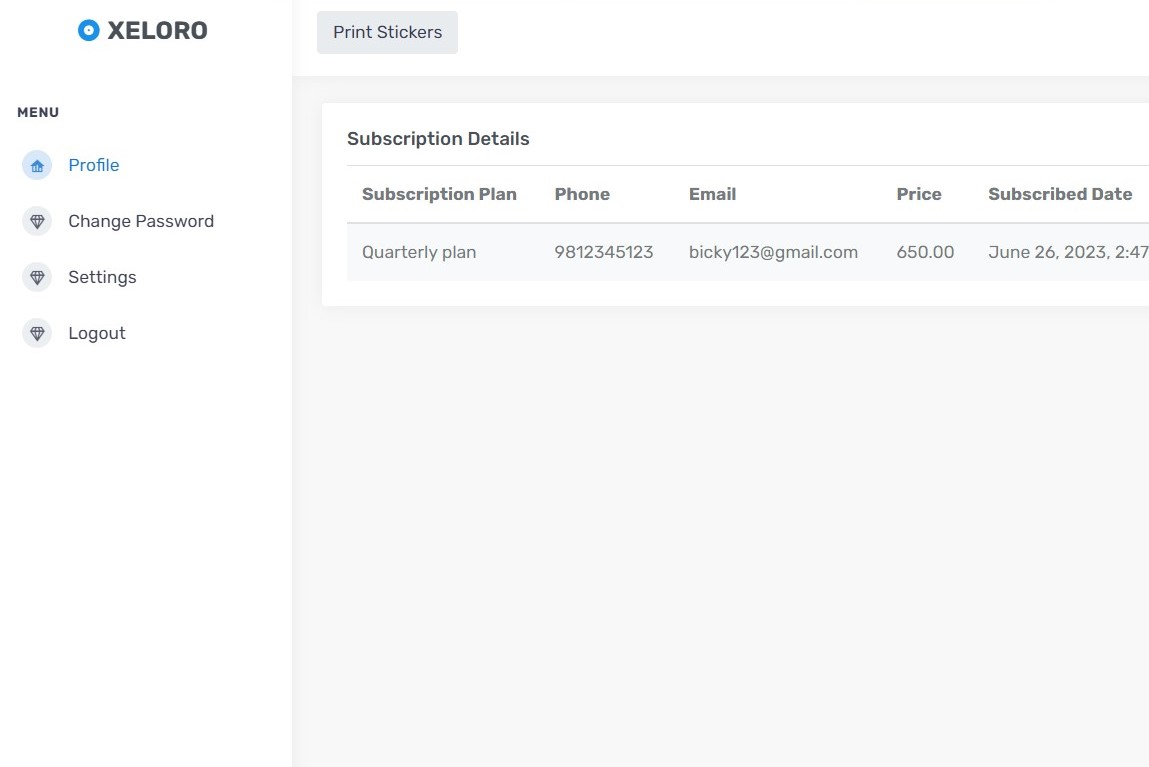 XELORO
Print Stickers
MENU
Profile
Change Password
Settings
Logout
Subscription Details
Subscription Plan Phone Email Price Subscribed Date
Quarterly plan 9812345123 bicky123@gmail.com 650.00 June 26, 2023, 2:47